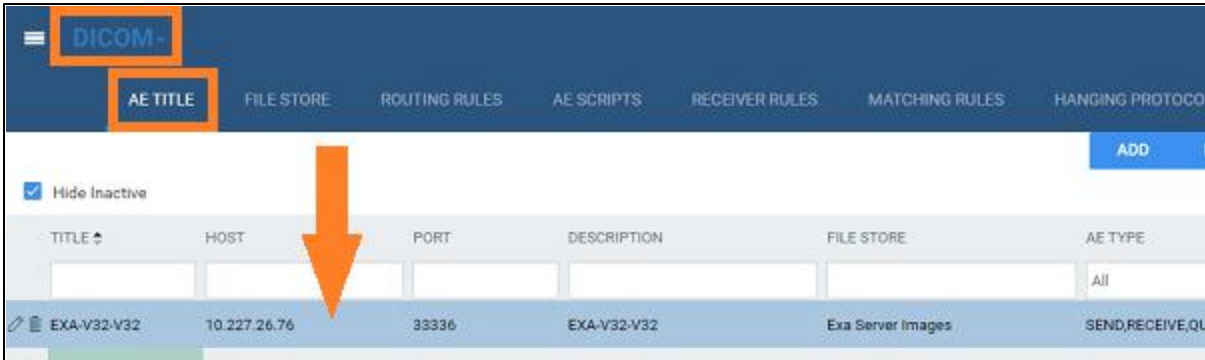 DICOM
AE TITLE FILE STORE ROUTING RULES AE SCRIPTS RECEIVER RULES MATCHING RULES HANGING PROTOCO
ADD
Hide Inactive
TITLE HOST PORT DESCRIPTION FILE STORE AE TYPE
All
EXA-V32-V32 10.227.26.76 33336 EXA-V32-V32 Exa Server Images SEND,RECEIVE,QU